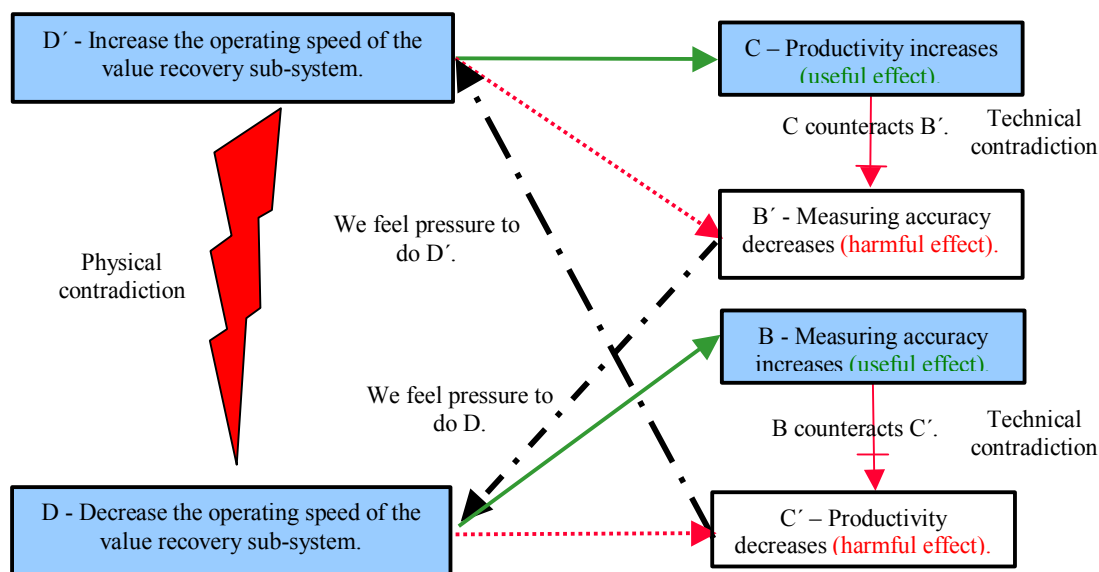 D´ - Increase the operating speed of the
value recovery sub-system.
C – Productivity increases
(useful effect).
C counteracts B´.
Technical
contradiction
We feel pressure to
do D´.
B´ - Measuring accuracy
decreases (harmful effect).
Physical
contradiction
B - Measuring accuracy
increases (useful effect).
We feel pressure to
do D.
B counteracts C´.
Technical
contradiction
D - Decrease the operating speed of the
value recovery sub-system.
C´ – Productivity
decreases (harmful effect).